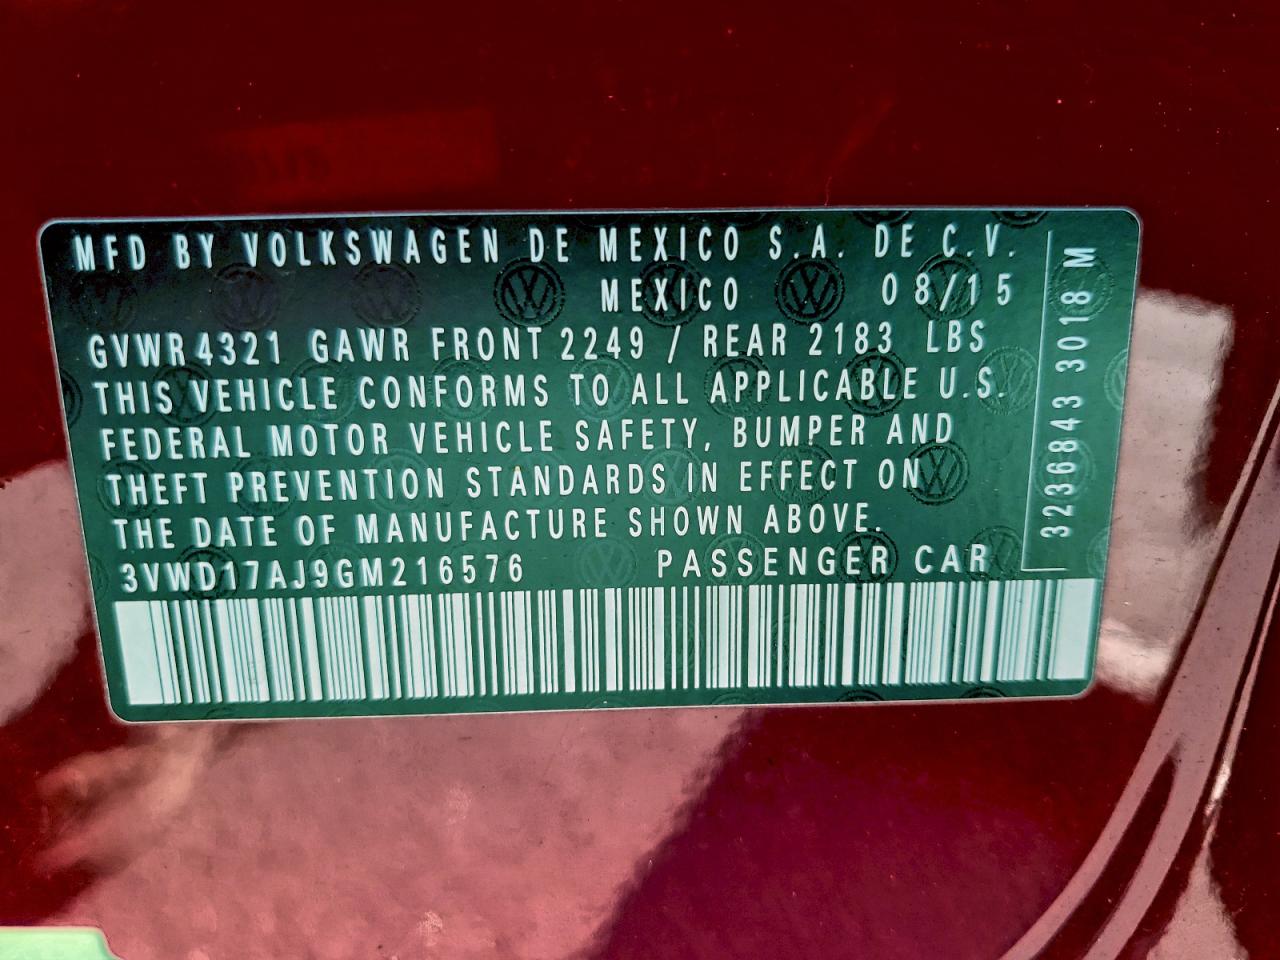 MFD BY VOLKSWAGEN DE MEXICO S.A. DE C.V.
MEXICO 08/15
GVWR4321 GAWR FRONT 2249 / REAR 2183 LBS
THIS VEHICLE CONFORMS TO ALL APPLICABLE U.S.
FEDERAL MOTOR VEHICLE SAFETY, BUMPER AND
THEFT PREVENTION STANDARDS IN EFFECT ON
THE DATE OF MANUFACTURE SHOWN ABOVE.
3VWD17AJ9GM216576 PASSENGER CAR
3236843 3018 M